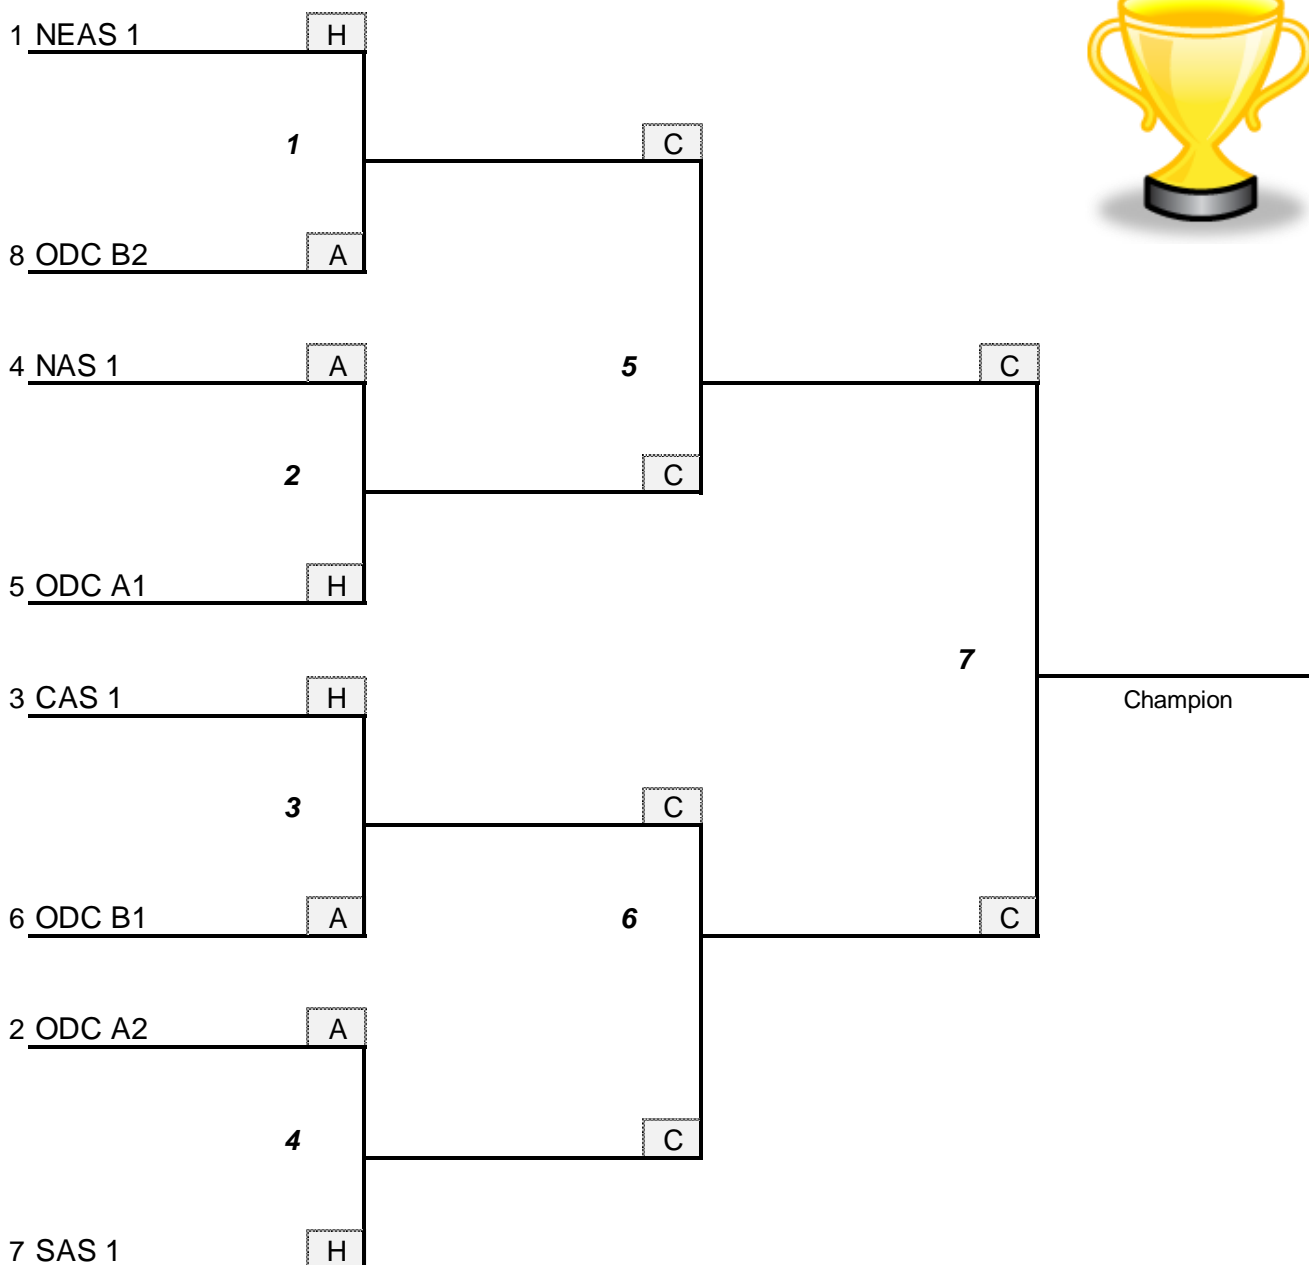 1 NEAS 1 H
1 C
8 ODC B2 A
4 NAS 1 A 5 C
2 C
5 ODC A1 H
7
3 CAS 1 H Champion
3 C
6 ODC B1 A 6 C
2 ODC A2 A
4 C
7 SAS 1 H